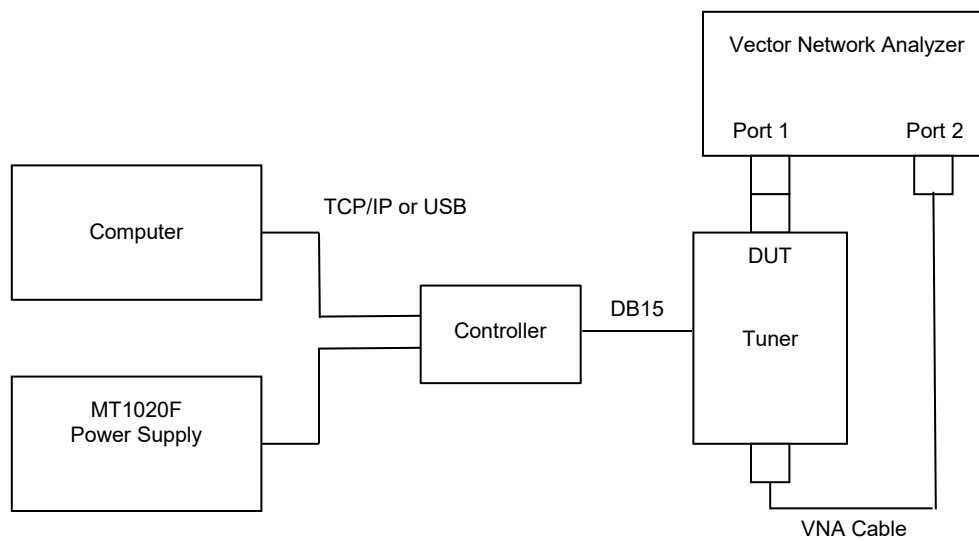 Vector Network Analyzer
Port 1
Port 2
TCP/IP or USB
Computer
DUT
DB15
Controller
Tuner
MT1020F
Power Supply
VNA Cable